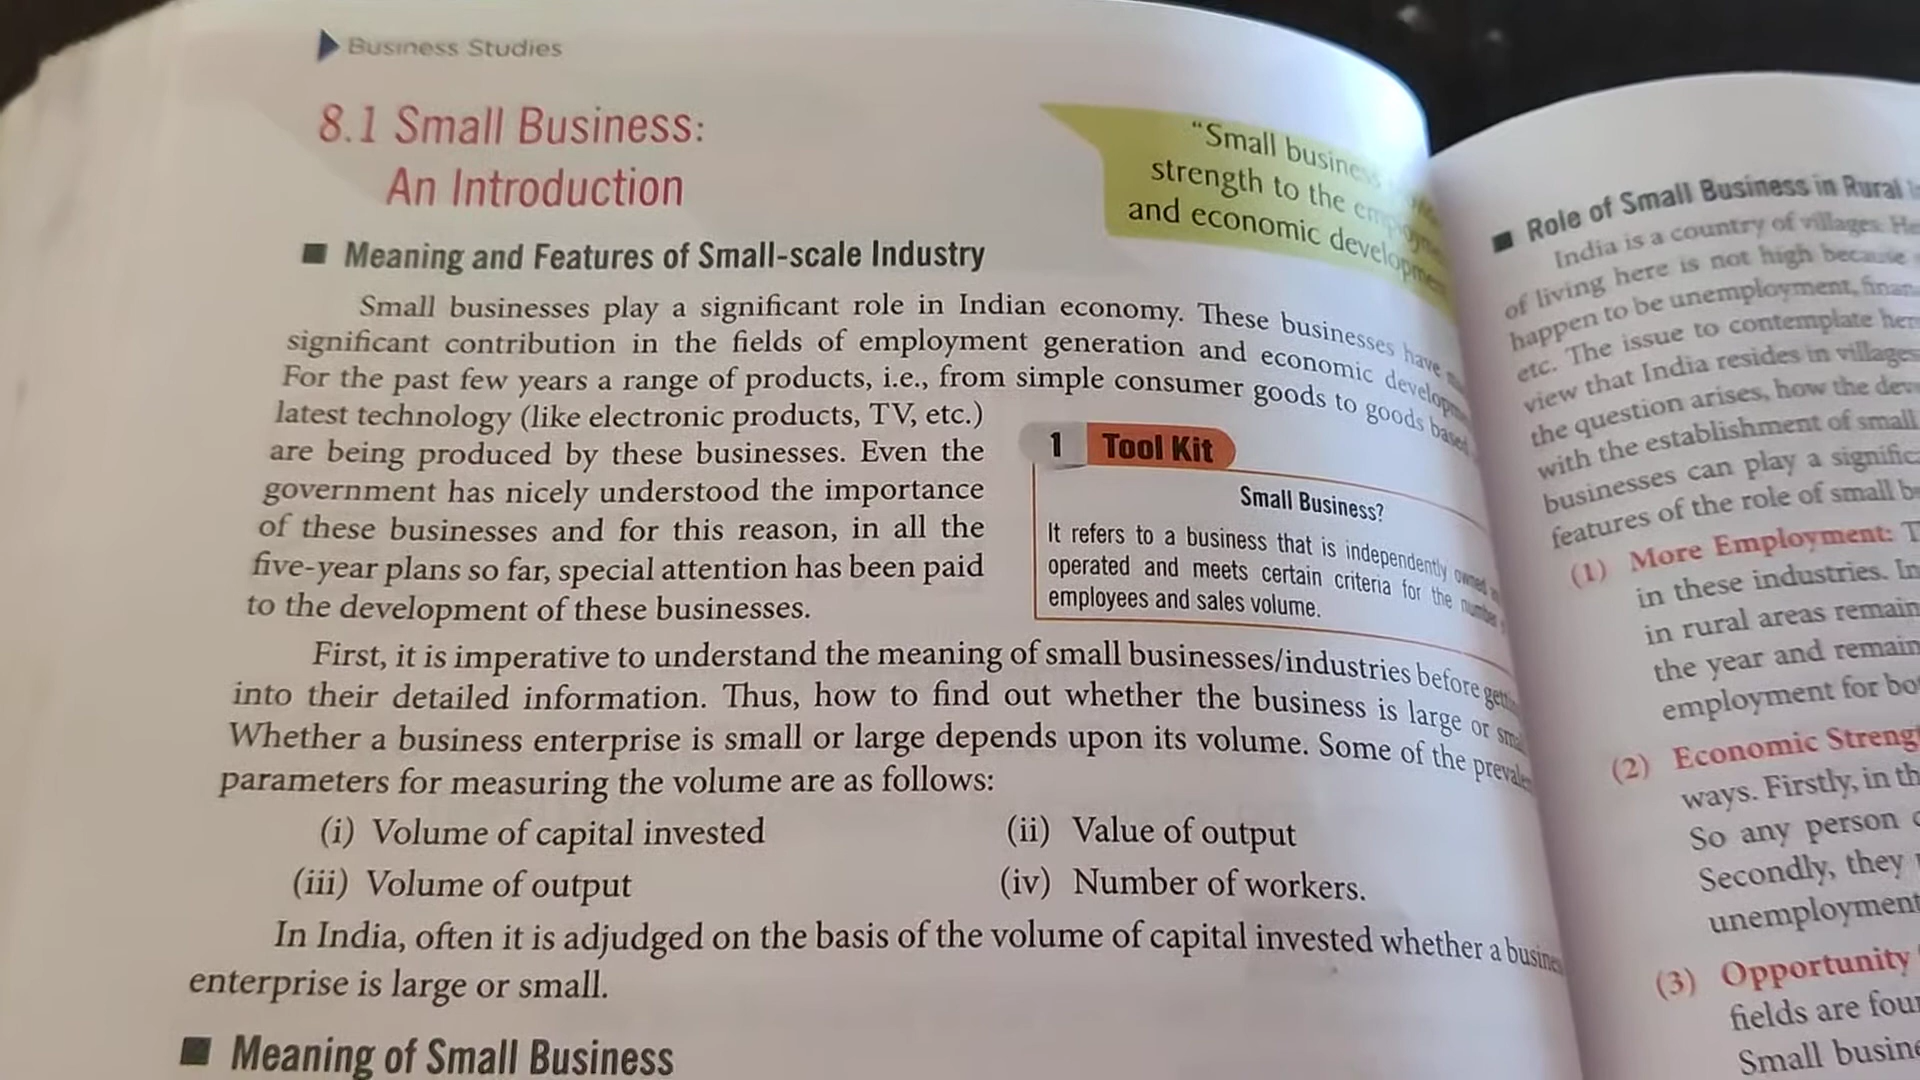 Business Studies
8.1 Small Business:
An Introduction
"Small business
strength to the
and economic development
■ Meaning and Features of Small-scale Industry
Small businesses play a significant role in Indian economy. These businesses have
significant contribution in the fields of employment generation and economic
For the past few years a range of products, i.e., from simple consumer goods to goods based
latest technology (like electronic products, TV, etc.)
are being produced by these businesses. Even the
government has nicely understood the importance
of these businesses and for this reason, in all the
five-year plans so far, special attention has been paid
to the development of these businesses.
1 Tool Kit
Small Business?
It refers to a business that is independently owned
operated and meets certain criteria for the number
employees and sales volume.
First, it is imperative to understand the meaning of small businesses/industries before
into their detailed information. Thus, how to find out whether the business is large or
Whether a business enterprise is small or large depends upon its volume. Some of the
parameters for measuring the volume are as follows:
(i) Volume of capital invested
(ii) Value of output
(iii) Volume of output
(iv) Number of workers.
In India, often it is adjudged on the basis of the volume of capital invested whether a
enterprise is large or small.
■ Meaning of Small Business
■ Role of Small Business in Rural
India is a country of villages.
of living here is not high because
happen to be unemployment,
etc. The issue to contemplate
view that India resides in villages
the question arises, how the
with the establishment of small
businesses can play a
features of the role of small
(1) More Employment:
in these industries. In
in rural areas remain
the year and remain
employment for
(2) Economic
ways. Firstly, in
So any person
Secondly, they
unemployment
(3) Opportunity
fields are
Small